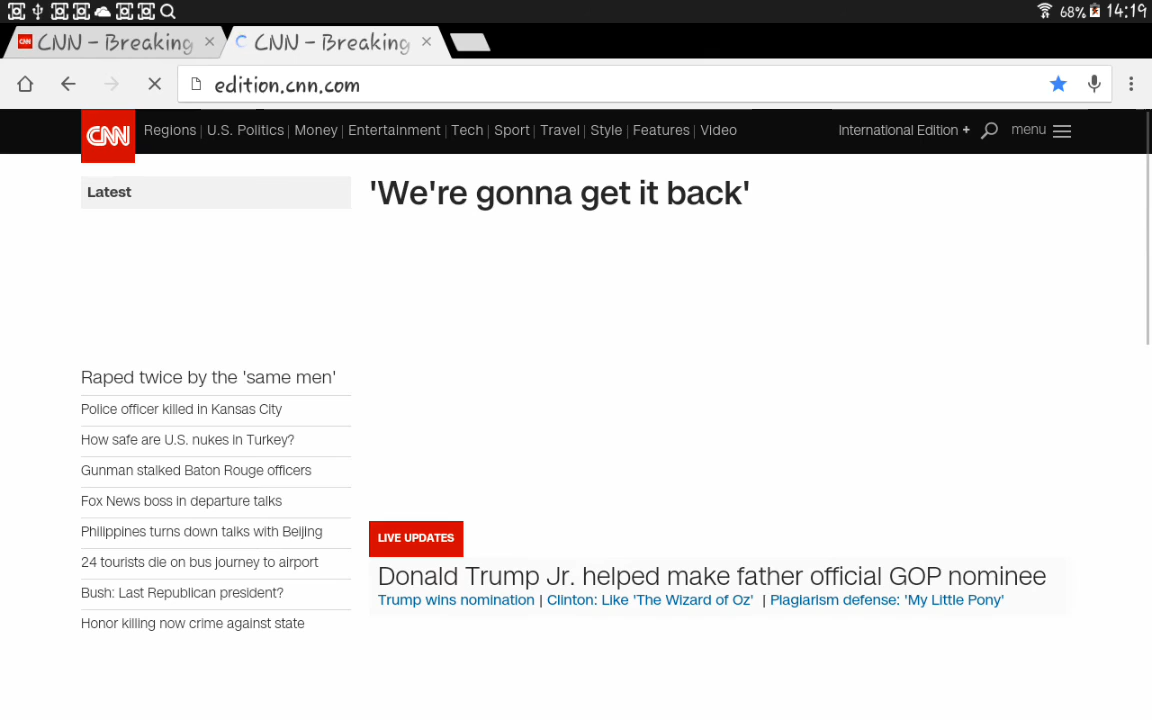 68% 14:19
CNN - Breaking CNN - Breaking
edition.cnn.com
CNN Regions U.S. Politics Money Entertainment Tech Sport Travel Style Features Video International Edition + menu
Latest
'We're gonna get it back'
Raped twice by the 'same men'
Police officer killed in Kansas City
How safe are U.S. nukes in Turkey?
Gunman stalked Baton Rouge officers
Fox News boss in departure talks
Philippines turns down talks with Beijing
24 tourists die on bus journey to airport
Bush: Last Republican president?
Honor killing now crime against state
LIVE UPDATES
Donald Trump Jr. helped make father official GOP nominee
Trump wins nomination | Clinton: Like 'The Wizard of Oz' | Plagiarism defense: 'My Little Pony'